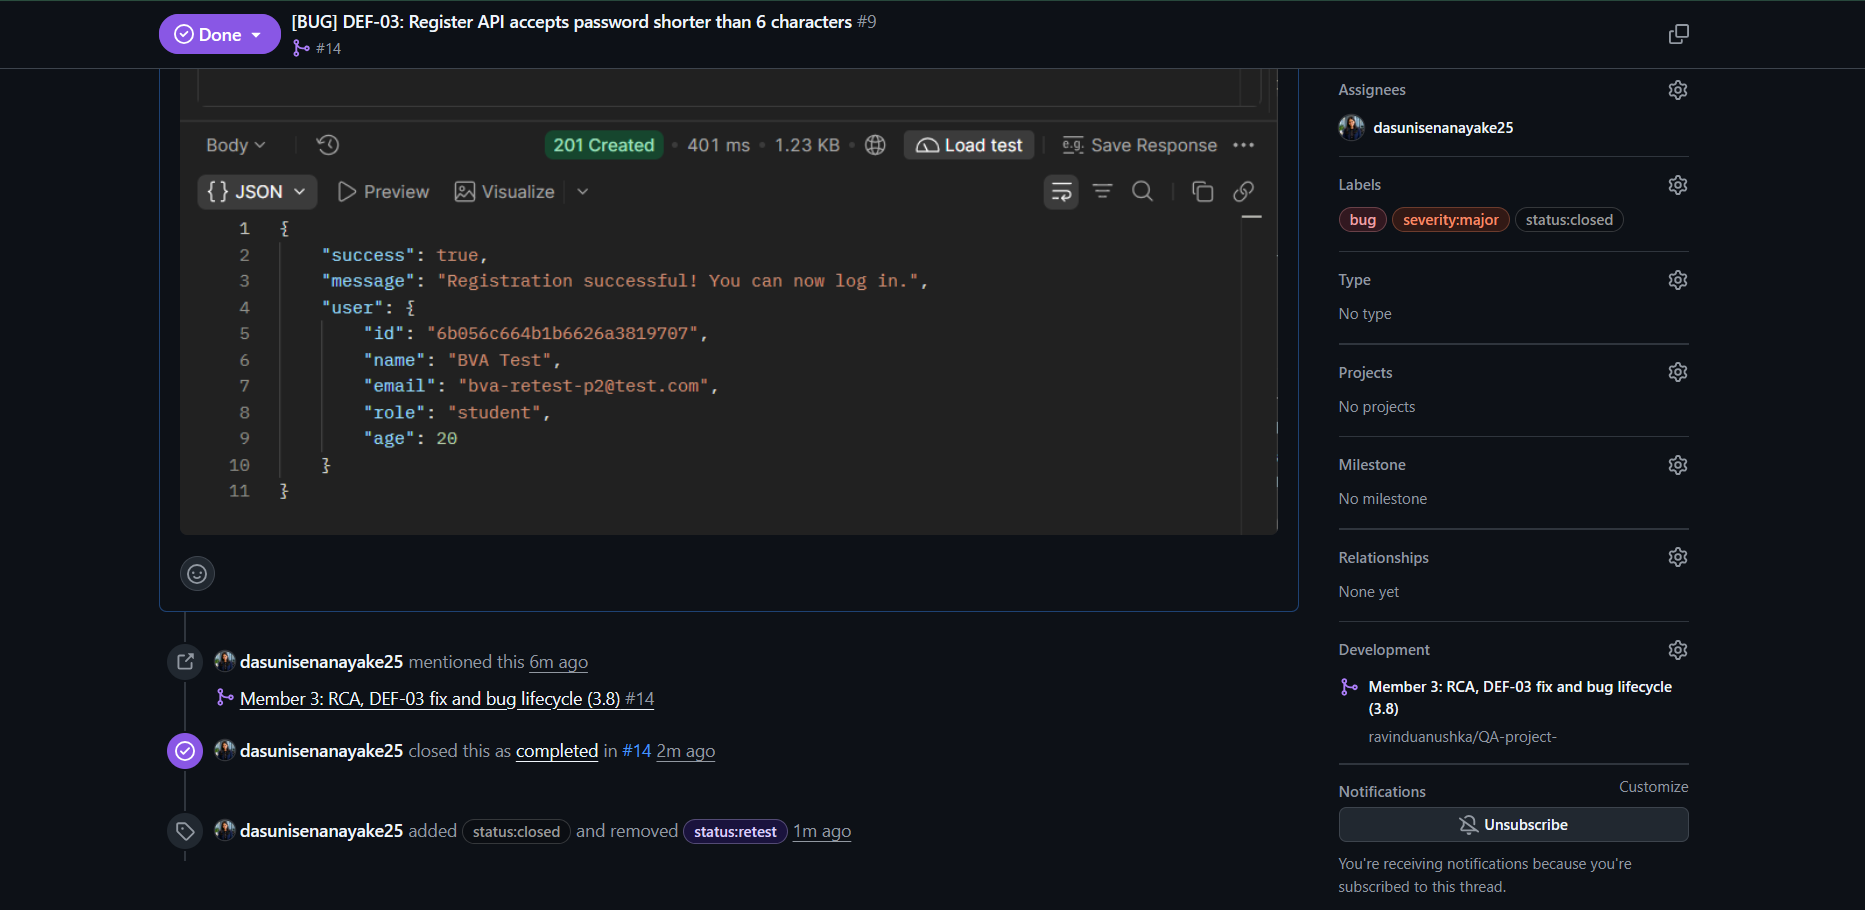 Done
[BUG] DEF-03: Register API accepts password shorter than 6 characters #9
#14
Body
201 Created • 401 ms • 1.23 KB •
Load test
e.g. Save Response
{} JSON
Preview
Visualize
1 {
2 "success": true,
3 "message": "Registration successful! You can now log in.",
4 "user": {
5 "id": "6b056c664b1b6626a3819707",
6 "name": "BVA Test",
7 "email": "bva-retest-p2@test.com",
8 "role": "student",
9 "age": 20
10 }
11 }
dasunisenanayake25 mentioned this 6m ago
Member 3: RCA, DEF-03 fix and bug lifecycle (3.8) #14
dasunisenanayake25 closed this as completed in #14 2m ago
dasunisenanayake25 added status:closed and removed status:retest 1m ago
Assignees
dasunisenanayake25
Labels
bug severity:major status:closed
Type
No type
Projects
No projects
Milestone
No milestone
Relationships
None yet
Development
Member 3: RCA, DEF-03 fix and bug lifecycle
(3.8)
ravinduanushka/QA-project-
Notifications
Customize
Unsubscribe
You're receiving notifications because you're
subscribed to this thread.